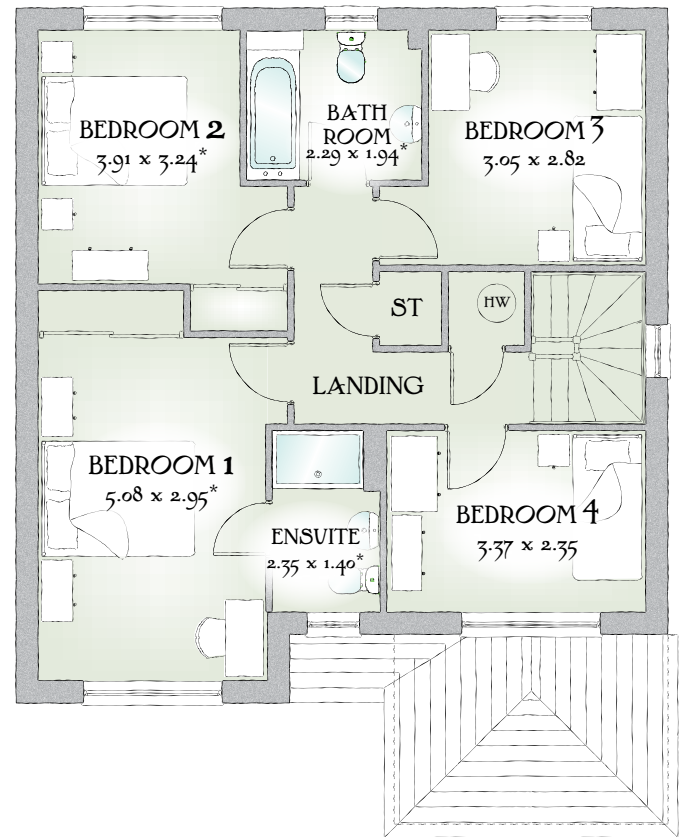 BEDROOM 2
3.91 x 3.24*
BATH
ROOM
2.29 x 1.94*
BEDROOM 3
3.05 x 2.82
ST
HW
LANDING
BEDROOM 1
5.08 x 2.95*
ENSUITE
2.35 x 1.40*
BEDROOM 4
3.37 x 2.35